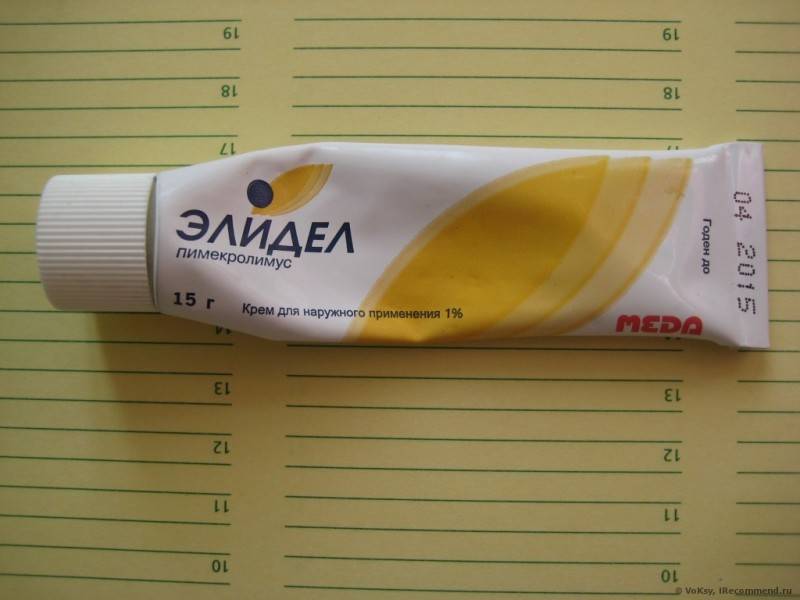 ЭЛИДЕЛ
пимекролимус
15 г
Крем для наружного применения 1%
MEDA
Годен до
04 2015
19
19
18
18
17
14
13
13
12
12
11
11
10
10
© VoKsy, IRecommend.ru